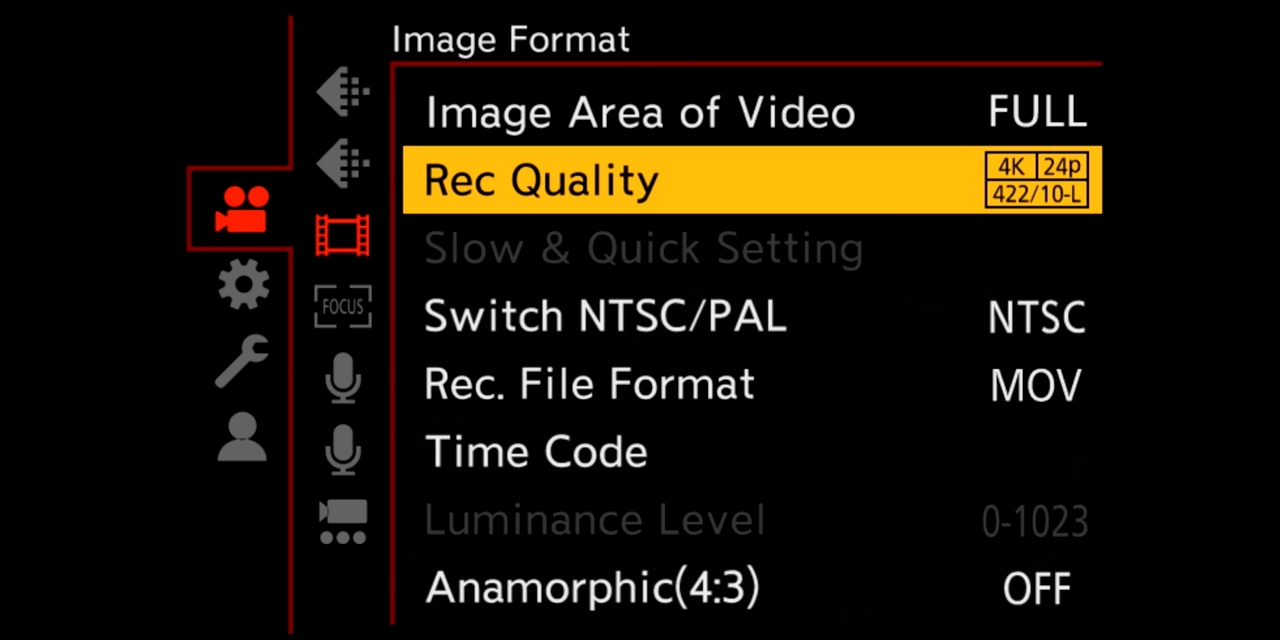 Image Format
Image Area of Video FULL
Rec Quality 4K 24p 422/10-L
Slow & Quick Setting
FOCUS
Switch NTSC/PAL NTSC
Rec. File Format MOV
Time Code
Luminance Level 0-1023
Anamorphic(4:3) OFF